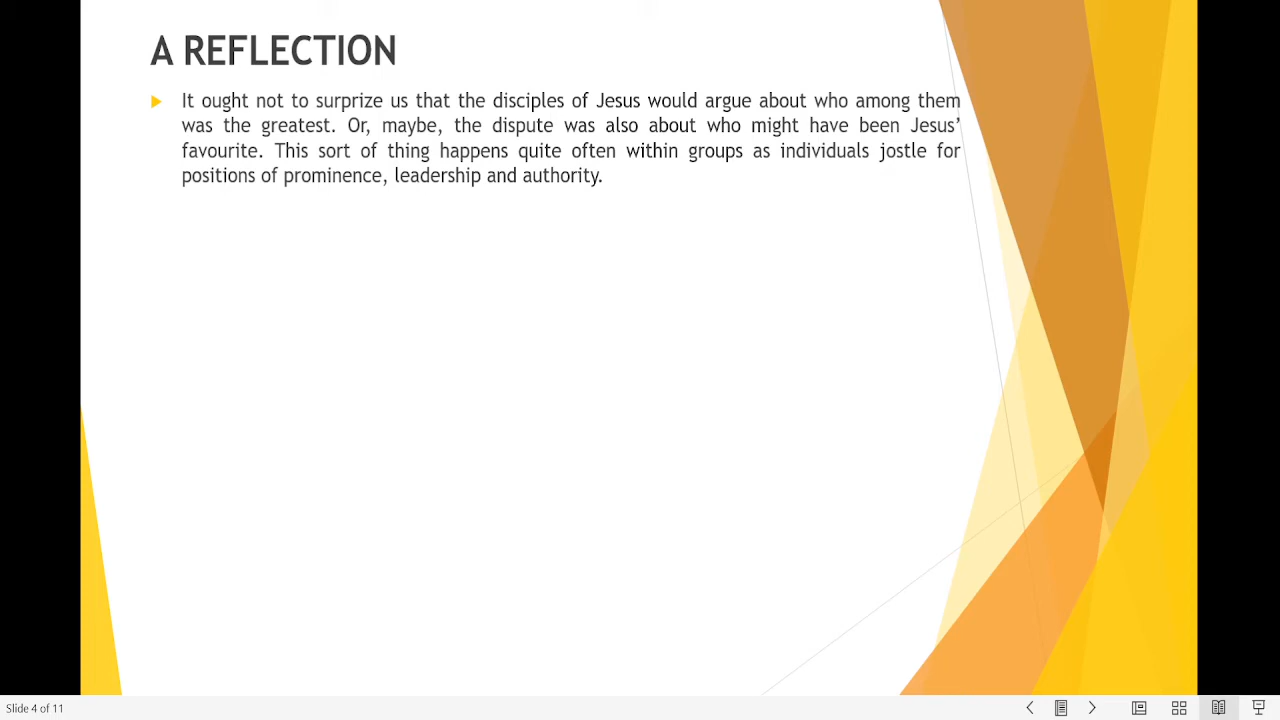 A REFLECTION
It ought not to surprize us that the disciples of Jesus would argue about who among them
was the greatest. Or, maybe, the dispute was also about who might have been Jesus’
favourite. This sort of thing happens quite often within groups as individuals jostle for
positions of prominence, leadership and authority.
Slide 4 of 11